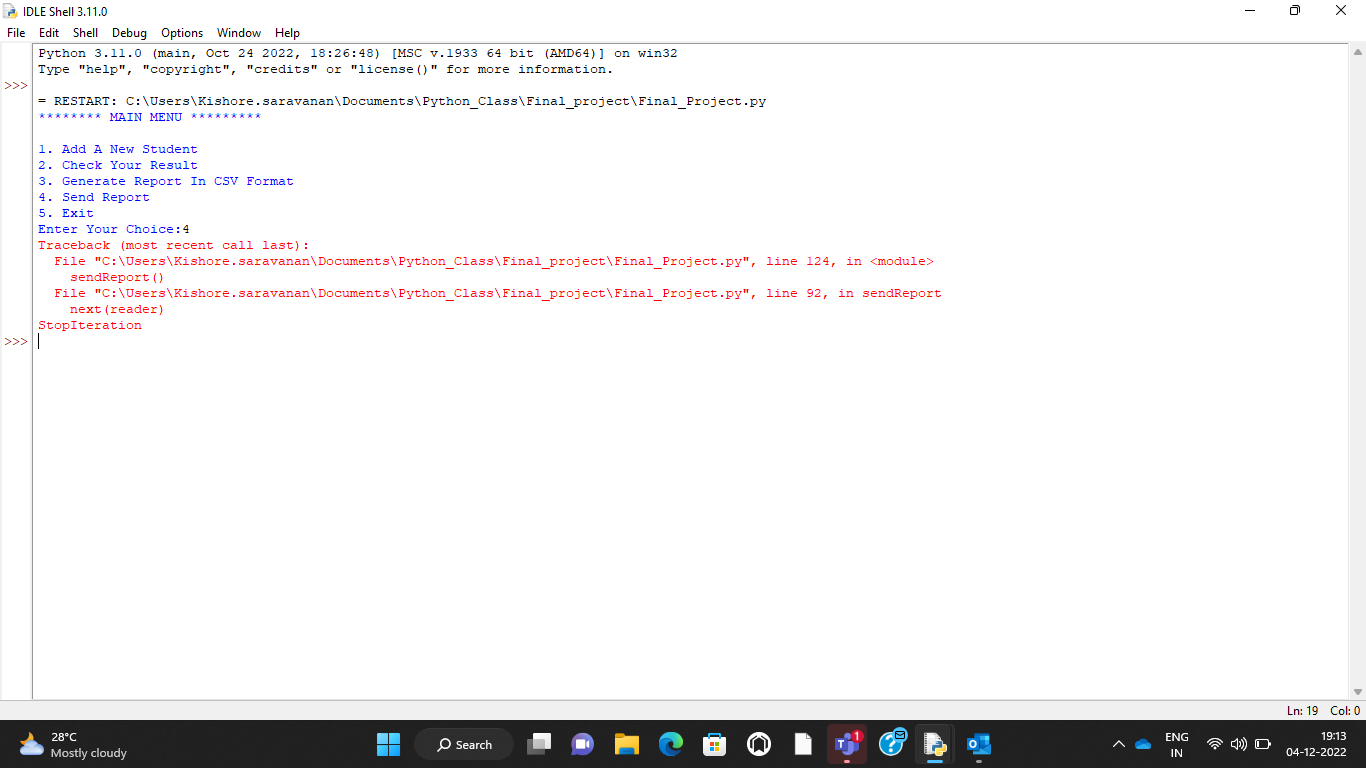 IDLE Shell 3.11.0
File Edit Shell Debug Options Window Help
Python 3.11.0 (main, Oct 24 2022, 18:26:48) [MSC v.1933 64 bit (AMD64)] on win32
Type "help", "copyright", "credits" or "license()" for more information.
>>>
= RESTART: C:\Users\Kishore.saravanan\Documents\Python_Class\Final_project\Final_Project.py
******** MAIN MENU *********
1. Add A New Student
2. Check Your Result
3. Generate Report In CSV Format
4. Send Report
5. Exit
Enter Your Choice:4
Traceback (most recent call last):
  File "C:\Users\Kishore.saravanan\Documents\Python_Class\Final_project\Final_Project.py", line 124, in <module>
    sendReport()
  File "C:\Users\Kishore.saravanan\Documents\Python_Class\Final_project\Final_Project.py", line 92, in sendReport
    next(reader)
StopIteration
>>>
Ln: 19 Col: 0
28°C
Mostly cloudy
Search
1
ENG
IN
19:13
04-12-2022